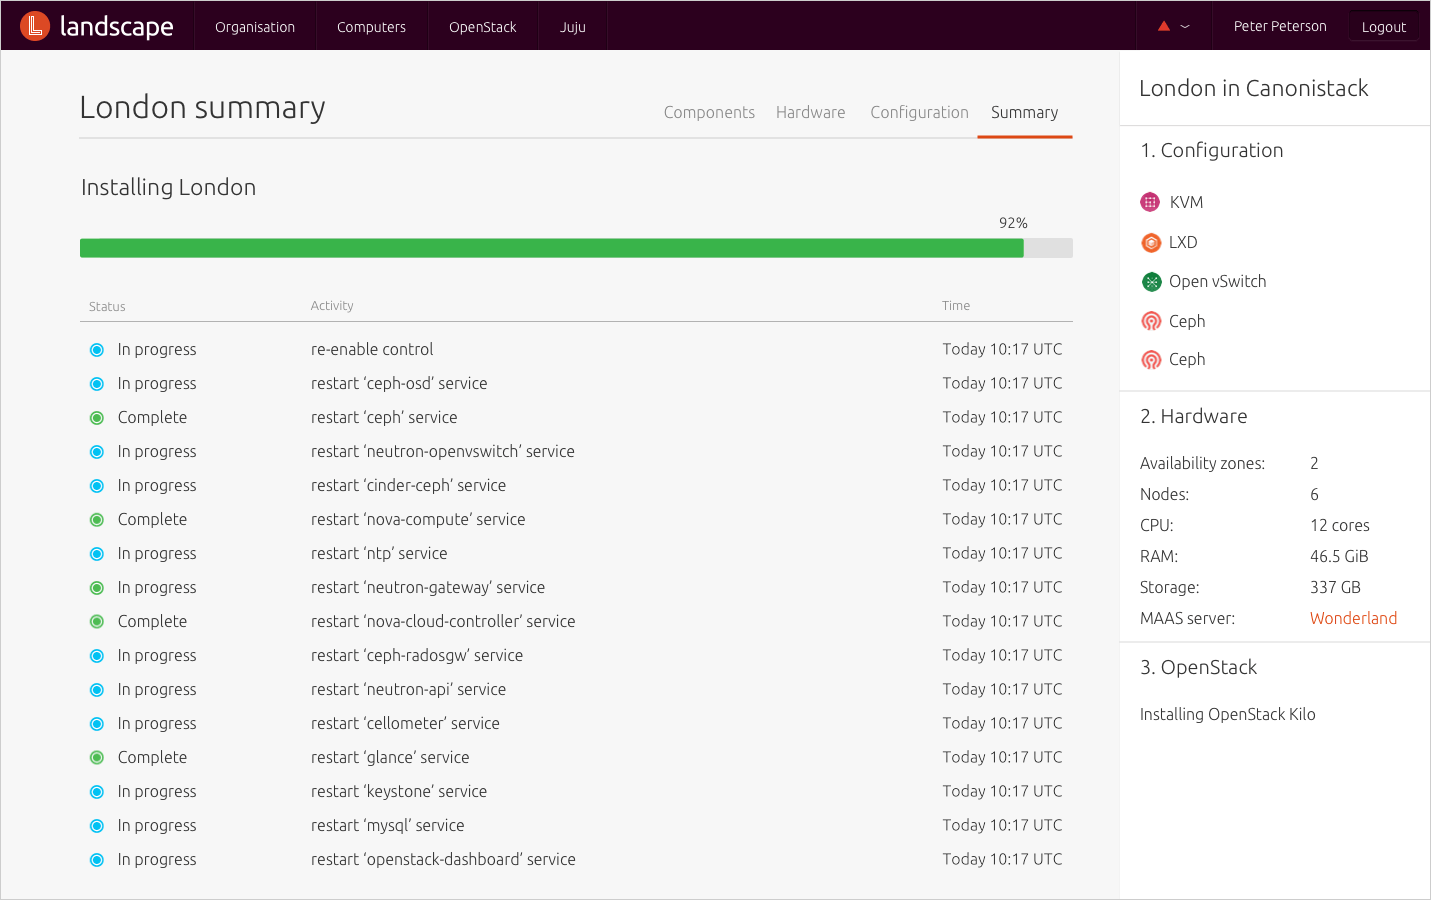 landscape Organisation Computers OpenStack Juju Peter Peterson Logout
London summary
Components Hardware Configuration Summary
Installing London
92%
Status Activity Time
In progress re-enable control Today 10:17 UTC
In progress restart ‘ceph-osd’ service Today 10:17 UTC
Complete restart ‘ceph’ service Today 10:17 UTC
In progress restart ‘neutron-openvswitch’ service Today 10:17 UTC
In progress restart ‘cinder-ceph’ service Today 10:17 UTC
Complete restart ‘nova-compute’ service Today 10:17 UTC
In progress restart ‘ntp’ service Today 10:17 UTC
In progress restart ‘neutron-gateway’ service Today 10:17 UTC
Complete restart ‘nova-cloud-controller’ service Today 10:17 UTC
In progress restart ‘ceph-radosgw’ service Today 10:17 UTC
In progress restart ‘neutron-api’ service Today 10:17 UTC
In progress restart ‘cellometer’ service Today 10:17 UTC
Complete restart ‘glance’ service Today 10:17 UTC
In progress restart ‘keystone’ service Today 10:17 UTC
In progress restart ‘mysql’ service Today 10:17 UTC
In progress restart ‘openstack-dashboard’ service Today 10:17 UTC
London in Canonistack
1. Configuration
KVM
LXD
Open vSwitch
Ceph
Ceph
2. Hardware
Availability zones: 2
Nodes: 6
CPU: 12 cores
RAM: 46.5 GiB
Storage: 337 GB
MAAS server: Wonderland
3. OpenStack
Installing OpenStack Kilo